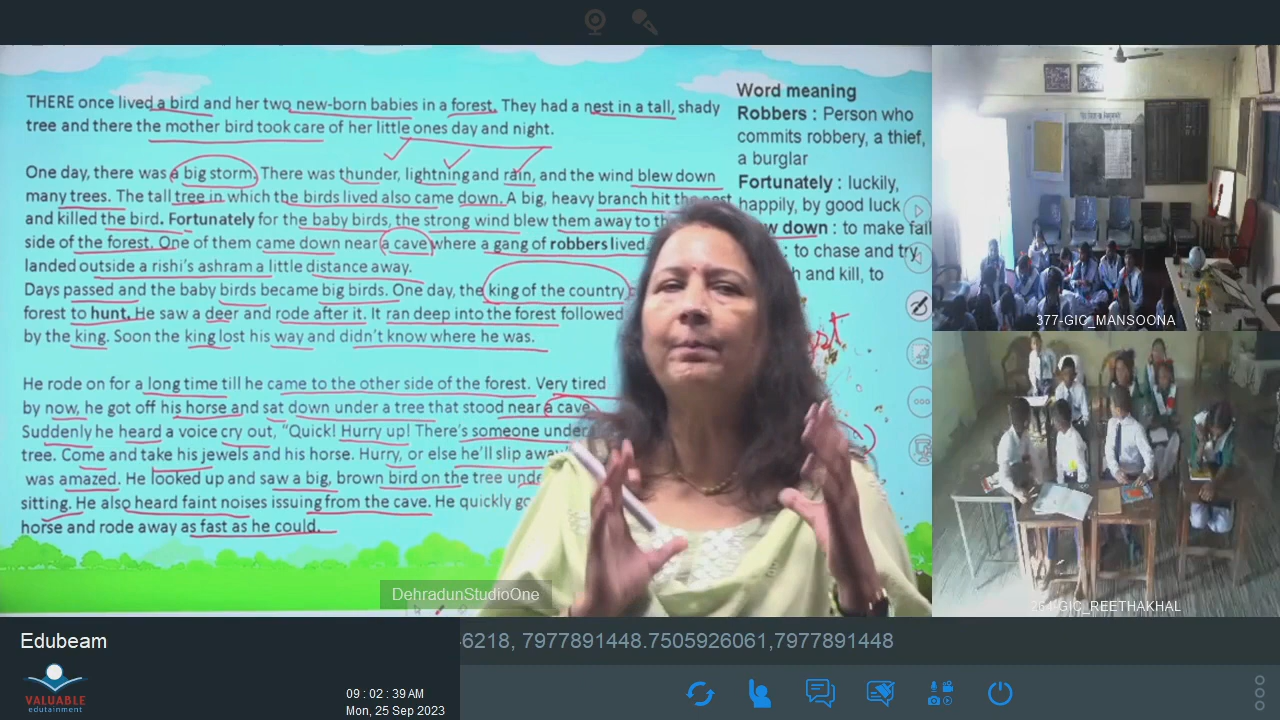 THERE once lived a bird and her two new-born babies in a forest. They had a nest in a tall, shady
tree and there the mother bird took care of her little ones day and night.
One day, there was a big storm. There was thunder, lightning and rain, and the wind blew down
many trees. The tall tree in which the birds lived also came down. A big, heavy branch hit the nest
and killed the bird. Fortunately for the baby birds, the strong wind blew them away to the
side of the forest. One of them came down near a cave where a gang of robbers lived.
landed outside a rishi's ashram a little distance away.
Days passed and the baby birds became big birds. One day, the king of the country
forest to hunt. He saw a deer and rode after it. It ran deep into the forest followed
by the king. Soon the king lost his way and didn't know where he was.
He rode on for a long time till he came to the other side of the forest. Very tired
by now, he got off his horse and sat down under a tree that stood near a cave.
Suddenly he heard a voice cry out, "Quick! Hurry up! There's someone under
tree. Come and take his jewels and his horse. Hurry, or else he'll slip away
was amazed. He looked up and saw a big, brown bird on the tree under
sitting. He also heard faint noises issuing from the cave. He quickly
horse and rode away as fast as he could.
Word meaning
Robbers : Person who
commits robbery, a thief,
a burglar
Fortunately : luckily,
happily, by good luck
down : to make fall
: to chase and try
and kill, to
DehradunStudioOne
377-GIC_MANSOONA
264-GIC_REETHAKHAL
Edubeam
6218, 7977891448.7505926061,7977891448
VALUABLE
edutainment
09 : 02 : 39 AM
Mon, 25 Sep 2023